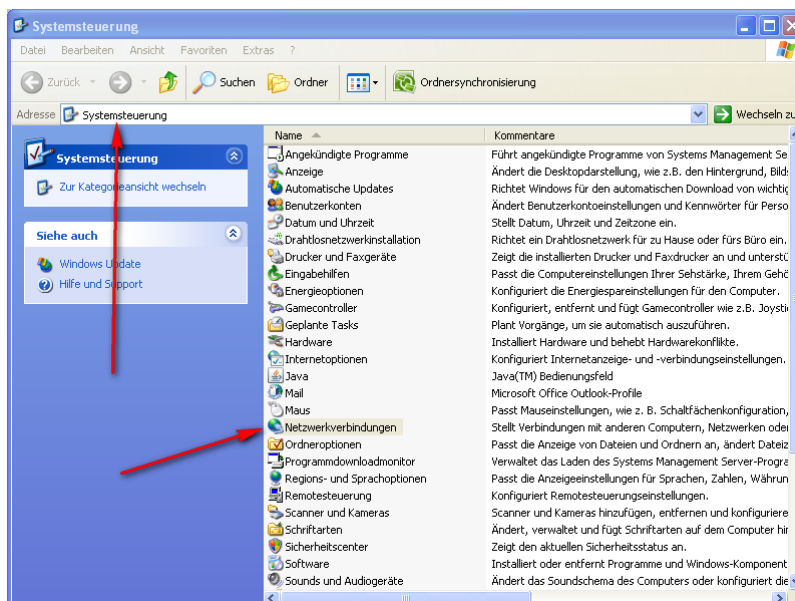 Systemsteuerung
Datei Bearbeiten Ansicht Favoriten Extras ?
Zurück Suchen Ordner Ordnersynchronisierung
Adresse Systemsteuerung Wechseln zu
Systemsteuerung
Zur Kategorieansicht wechseln
Siehe auch
Windows Update
Hilfe und Support
Name Kommentare
Angekündigte Programme Führt angekündigte Programme von Systems Management Se
Anzeige Ändert die Desktopdarstellung, wie z.B. den Hintergrund, Bild
Automatische Updates Richtet Windows für den automatischen Download von wichtig
Benutzerkonten Ändert Benutzerkontoeinstellungen und Kennwörter für Perso
Datum und Uhrzeit Stellt Datum, Uhrzeit und Zeitzone ein.
Drahtlosnetzwerkinstallation Richtet ein Drahtlosnetzwerk für zu Hause oder fürs Büro ein.
Drucker und Faxgeräte Zeigt die installierten Drucker und Faxdrucker an und unterstü
Eingabehilfen Passt die Computereinstellungen Ihrer Sehstärke, Ihrem Gehö
Energieoptionen Konfiguriert die Energiespareinstellungen für den Computer.
Gamecontroller Konfiguriert, entfernt und fügt Gamecontroller wie z.B. Joysti
Geplante Tasks Plant Vorgänge, um sie automatisch auszuführen.
Hardware Installiert Hardware und behebt Hardwarekonflikte.
Internetoptionen Konfiguriert Internetanzeige- und -verbindungseinstellungen.
Java Java(TM) Bedienungsfeld
Mail Microsoft Office Outlook-Profile
Maus Passt Mauseinstellungen, wie z. B. Schaltfächenkonfiguration,
Netzwerkverbindungen Stellt Verbindungen mit anderen Computern, Netzwerken oder
Ordneroptionen Passt die Anzeige von Dateien und Ordnern an, ändert Dateiz
Programmdownloadmonitor Verwaltet das Laden des Systems Management Server-Progra
Regions- und Sprachoptionen Passt die Anzeigeeinstellungen für Sprachen, Zahlen, Währun
Remotesteuerung Konfiguriert Remotesteuerungseinstellungen.
Scanner und Kameras Scanner und Kameras hinzufügen, entfernen und konfiguriere
Schriftarten Ändert, verwaltet und fügt Schriftarten auf dem Computer hin
Sicherheitscenter Zeigt den aktuellen Sicherheitsstatus an.
Software Installiert oder entfernt Programme und Windows-Komponent
Sounds und Audiogeräte Ändert das Soundschema des Computers oder konfiguriert die